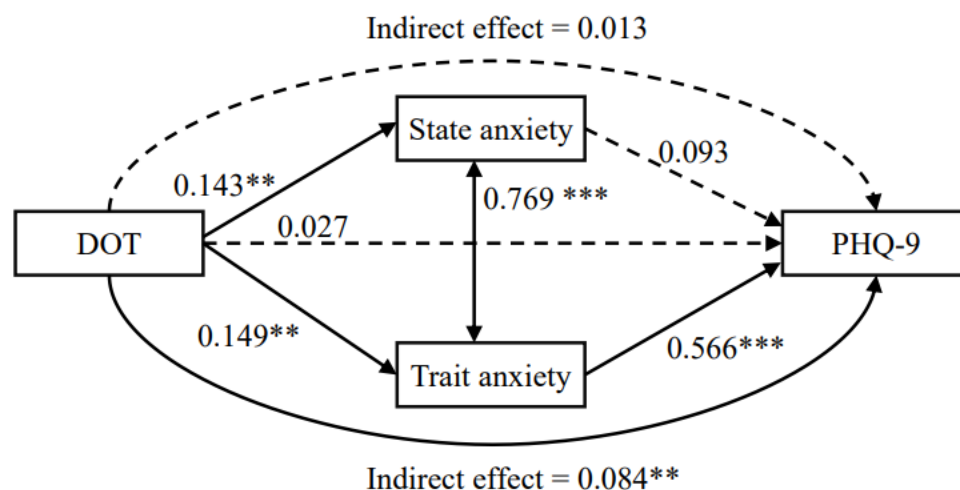 Indirect effect = 0.013
State anxiety
0.093
0.143**
0.769 ***
0.027
DOT
PHQ-9
0.149**
0.566***
Trait anxiety
Indirect effect = 0.084**